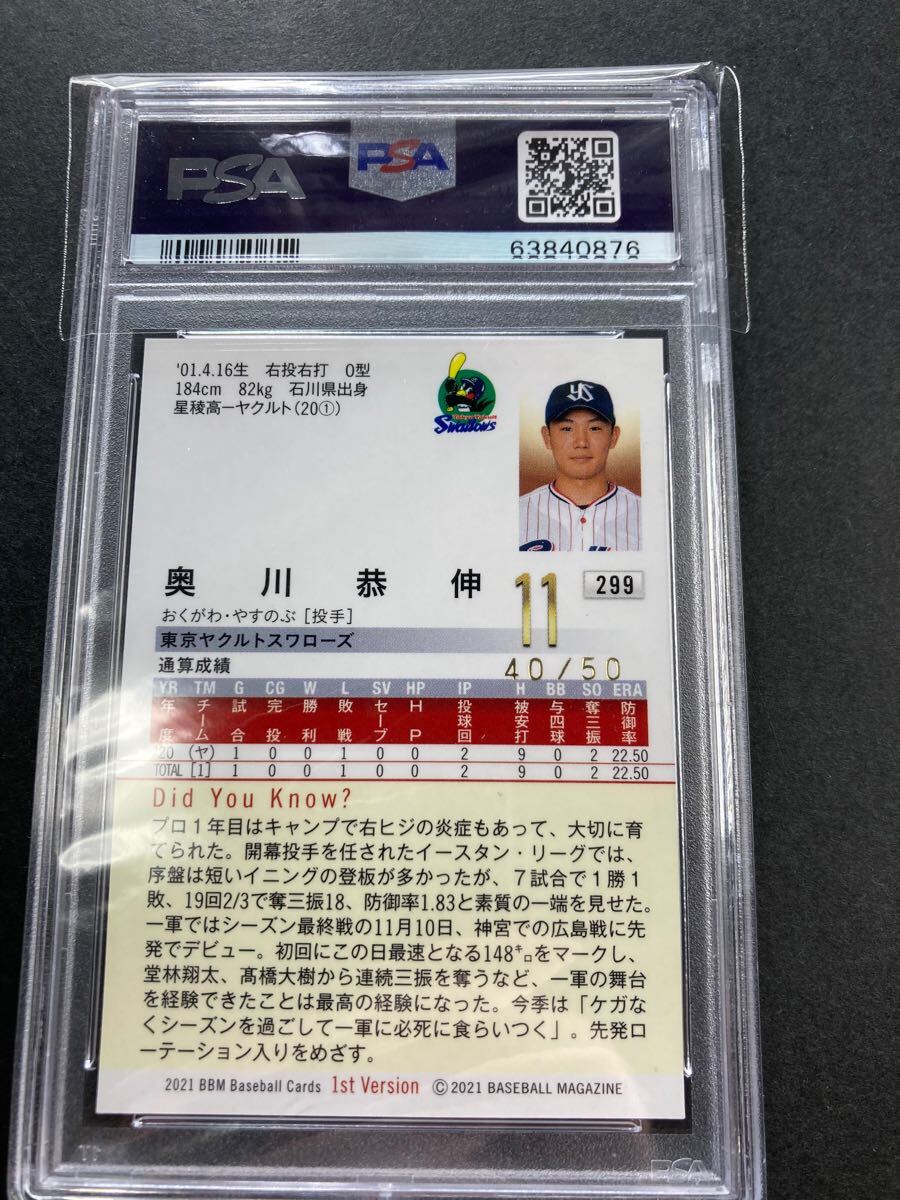 PSA
PSA
63840876
'01.4.16生 右投右打 O型
184cm 82kg 石川県出身
星稜高ーヤクルト(20①)
Tokyo Yakult
Swallows
YS
奥川恭伸 11 299
おくがわ・やすのぶ [投手]
東京ヤクルトスワローズ
通算成績 40/50
YR TM G CG W L SV HP IP H BB SO ERA
年度 チーム 試合 完投 勝利 敗戦 セーブ HP 投球回 被安打 与四球 奪三振 防御率
'20 (ヤ) 1 0 0 1 0 0 2 9 0 2 22.50
TOTAL [1] 1 0 0 1 0 0 2 9 0 2 22.50
Did You Know?
プロ1年目はキャンプで右ヒジの炎症もあって、大切に育
てられた。開幕投手を任されたイースタン・リーグでは、
序盤は短いイニングの登板が多かったが、7試合で1勝1
敗、19回2/3で奪三振18、防御率1.83と素質の一端を見せた。
一軍ではシーズン最終戦の11月10日、神宮での広島戦に先
発でデビュー。初回にこの日最速となる148㌔をマークし、
堂林翔太、髙橋大樹から連続三振を奪うなど、一軍の舞台
を経験できたことは最高の経験になった。今季は「ケガな
くシーズンを過ごして一軍に必死に食らいつく」。先発ロ
ーテーション入りをめざす。
2021 BBM Baseball Cards 1st Version ©2021 BASEBALL MAGAZINE
PSA